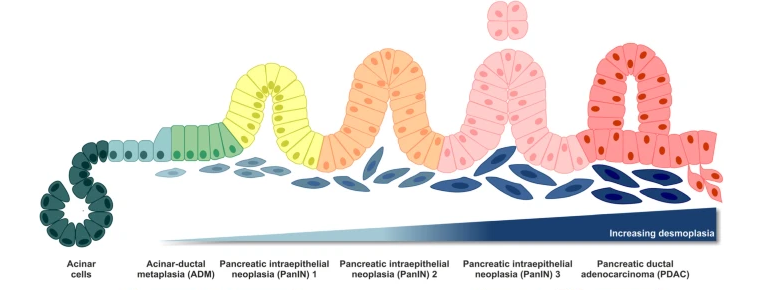 Increasing desmoplasia
Acinar
cells
Acinar-ductal
metaplasia (ADM)
Pancreatic intraepithelial
neoplasia (PanIN) 1
Pancreatic intraepithelial
neoplasia (PanIN) 2
Pancreatic intraepithelial
neoplasia (PanIN) 3
Pancreatic ductal
adenocarcinoma (PDAC)